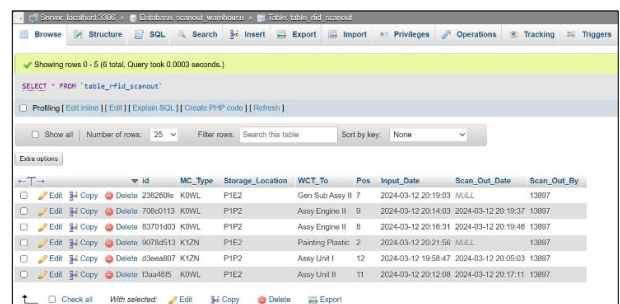 Server: localhost:3306 » Database: scanout_warehouse » Table: table_rfid_scanout
Browse Structure SQL Search Insert Export Import Privileges Operations Tracking Triggers
Showing rows 0 - 5 (6 total, Query took 0.0003 seconds.)
SELECT * FROM `table_rfid_scanout`
Profiling [ Edit inline ] [ Edit ] [ Explain SQL ] [ Create PHP code ] [ Refresh ]
Show all Number of rows: 25 Filter rows: Search this table Sort by key: None
Extra options
id MC_Type Storage_Location WCT_To Pos Input_Date Scan_Out_Date Scan_Out_By
Edit Copy Delete 238260fe K0WL P1E2 Gen Sub Assy II 7 2024-03-12 20:19:03 NULL 13897
Edit Copy Delete 708c0113 K0WL P1P2 Assy Engine II 9 2024-03-12 20:14:03 2024-03-12 20:19:37 13897
Edit Copy Delete 83701d03 K0WL P1P2 Assy Engine II 8 2024-03-12 20:16:31 2024-03-12 20:19:46 13897
Edit Copy Delete 9078d513 K1ZN P1E2 Painting Plastic 2 2024-03-12 20:21:56 NULL 13897
Edit Copy Delete d3eea807 K1ZN P1P2 Assy Unit I 12 2024-03-12 19:58:47 2024-03-12 20:05:03 13897
Edit Copy Delete f3aa46f5 K0WL P1E2 Assy Unit II 11 2024-03-12 20:12:08 2024-03-12 20:17:11 13897
Check all With selected: Edit Copy Delete Export